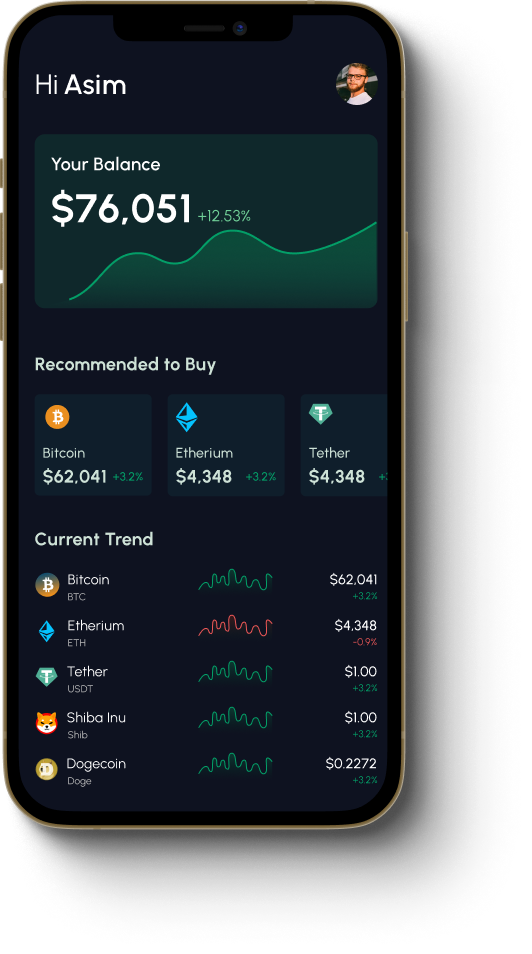 Hi Asim
Your Balance
$76,051 +12.53%
Recommended to Buy
Bitcoin
$62,041 +3.2%
Etherium
$4,348 +3.2%
Tether
$4,348
Current Trend
Bitcoin
BTC
$62,041
+3.2%
Etherium
ETH
$4,348
-0.9%
Tether
USDT
$1.00
+3.2%
Shiba Inu
Shib
$1.00
+3.2%
Dogecoin
Doge
$0.2272
+3.2%